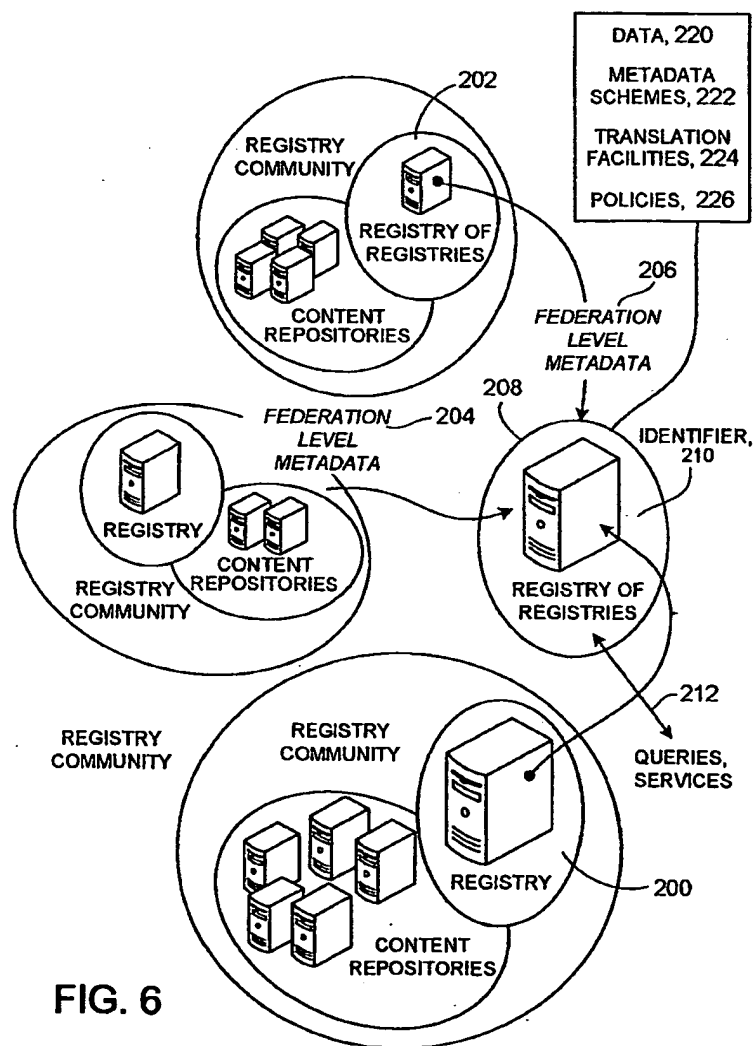 DATA, 220
METADATA
SCHEMES, 222
TRANSLATION
FACILITIES, 224
POLICIES, 226
202
REGISTRY
COMMUNITY
REGISTRY OF
REGISTRIES
CONTENT
REPOSITORIES
206
FEDERATION
LEVEL
METADATA
208
IDENTIFIER,
210
FEDERATION
LEVEL
METADATA
204
REGISTRY
CONTENT
REPOSITORIES
REGISTRY
COMMUNITY
REGISTRY OF
REGISTRIES
212
QUERIES,
SERVICES
REGISTRY
COMMUNITY
REGISTRY
COMMUNITY
REGISTRY
200
CONTENT
REPOSITORIES
FIG. 6